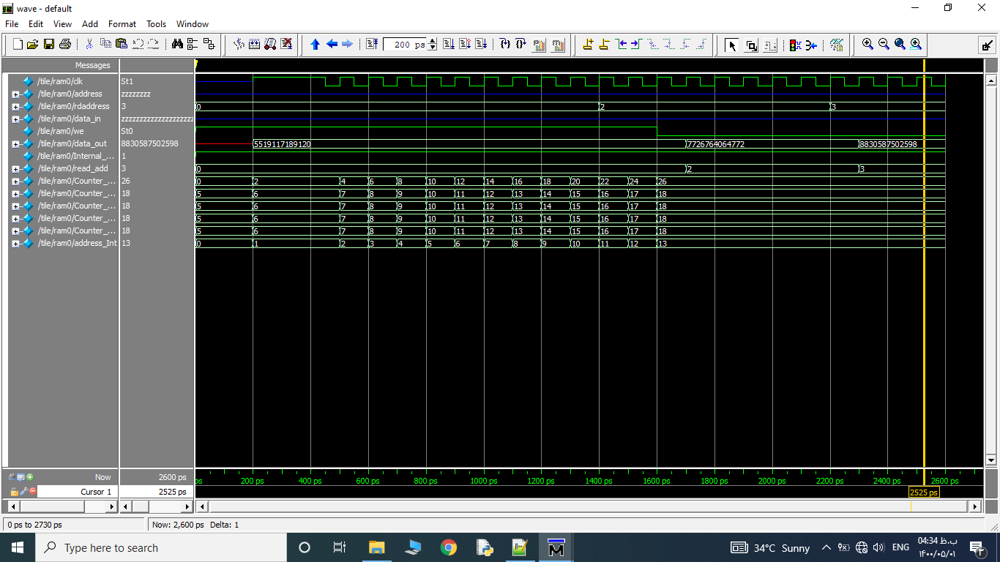 wave - default
File Edit View Add Format Tools Window
200 ps
Messages
/tile/ram0/clk St1
/tile/ram0/address zzzzzzzz
/tile/ram0/rdaddress 3 0 2 3
/tile/ram0/data_in zzzzzzzzzzzzzzzzzzzz
/tile/ram0/we St0
/tile/ram0/data_out 8830587502598 5519117189120 7726764064772 8830587502598
/tile/ram0/Internal_... 1
/tile/ram0/read_add 3 0 2 3
/tile/ram0/Counter_... 26 0 2 4 6 8 10 12 14 16 18 20 22 24 26
/tile/ram0/Counter_... 18 5 6 7 8 9 10 11 12 13 14 15 16 17 18
/tile/ram0/Counter_... 18 5 6 7 8 9 10 11 12 13 14 15 16 17 18
/tile/ram0/Counter_... 18 5 6 7 8 9 10 11 12 13 14 15 16 17 18
/tile/ram0/Counter_... 18 5 6 7 8 9 10 11 12 13 14 15 16 17 18
/tile/ram0/address_Int 13 0 1 2 3 4 5 6 7 8 9 10 11 12 13
Now 2600 ps ps 200 ps 400 ps 600 ps 800 ps 1000 ps 1200 ps 1400 ps 1600 ps 1800 ps 2000 ps 2200 ps 2400 ps 2600 ps
Cursor 1 2525 ps 2525 ps
0 ps to 2730 ps Now: 2,600 ps Delta: 1
Type here to search 34°C Sunny ENG 04:34 ب.ظ
۱۴۰۰/۰۵/۰۱ ۳